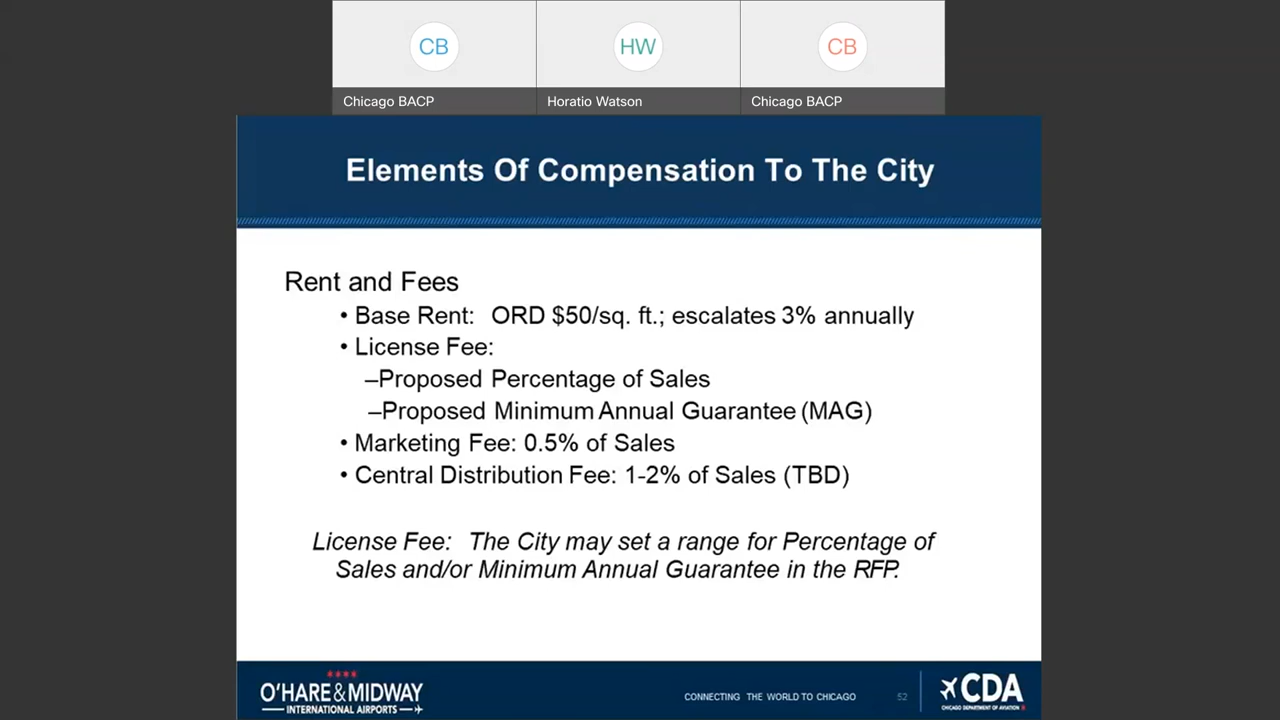 CB
HW
CB
Chicago BACP
Horatio Watson
Chicago BACP
Elements Of Compensation To The City
Rent and Fees
• Base Rent: ORD $50/sq. ft.; escalates 3% annually
• License Fee:
–Proposed Percentage of Sales
–Proposed Minimum Annual Guarantee (MAG)
• Marketing Fee: 0.5% of Sales
• Central Distribution Fee: 1-2% of Sales (TBD)
License Fee: The City may set a range for Percentage of
Sales and/or Minimum Annual Guarantee in the RFP.
O'HARE & MIDWAY
INTERNATIONAL AIRPORTS
CONNECTING THE WORLD TO CHICAGO
52
CDA
CHICAGO DEPARTMENT OF AVIATION